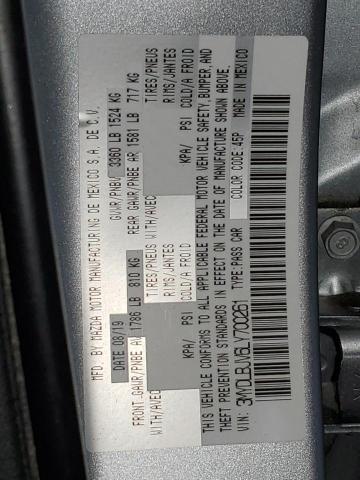 MFD BY MAZDA MOTOR MANUFACTURING DE MEXICO S.A. DE C.V.
DATE 08/19 GVWR/PNBV 3360 LB 1524 KG
FRONT GAWR/PNBE AV 1786 LB 810 KG REAR GAWR/PNBE AR 1581 LB 717 KG
WITH/AVEC TIRES/PNEUS WITH/AVEC TIRES/PNEUS
RIMS/JANTES RIMS/JANTES
KPA/ PSI COLD/A FROID KPA/ PSI COLD/A FROID
THIS VEHICLE CONFORMS TO ALL APPLICABLE FEDERAL MOTOR VEHICLE SAFETY, BUMPER, AND
THEFT PREVENTION STANDARDS IN EFFECT ON THE DATE OF MANUFACTURE SHOWN ABOVE.
VIN: 3MYDLBJV6LY700261 TYPE: PASS CAR COLOR CODE: 45P MADE IN MEXICO